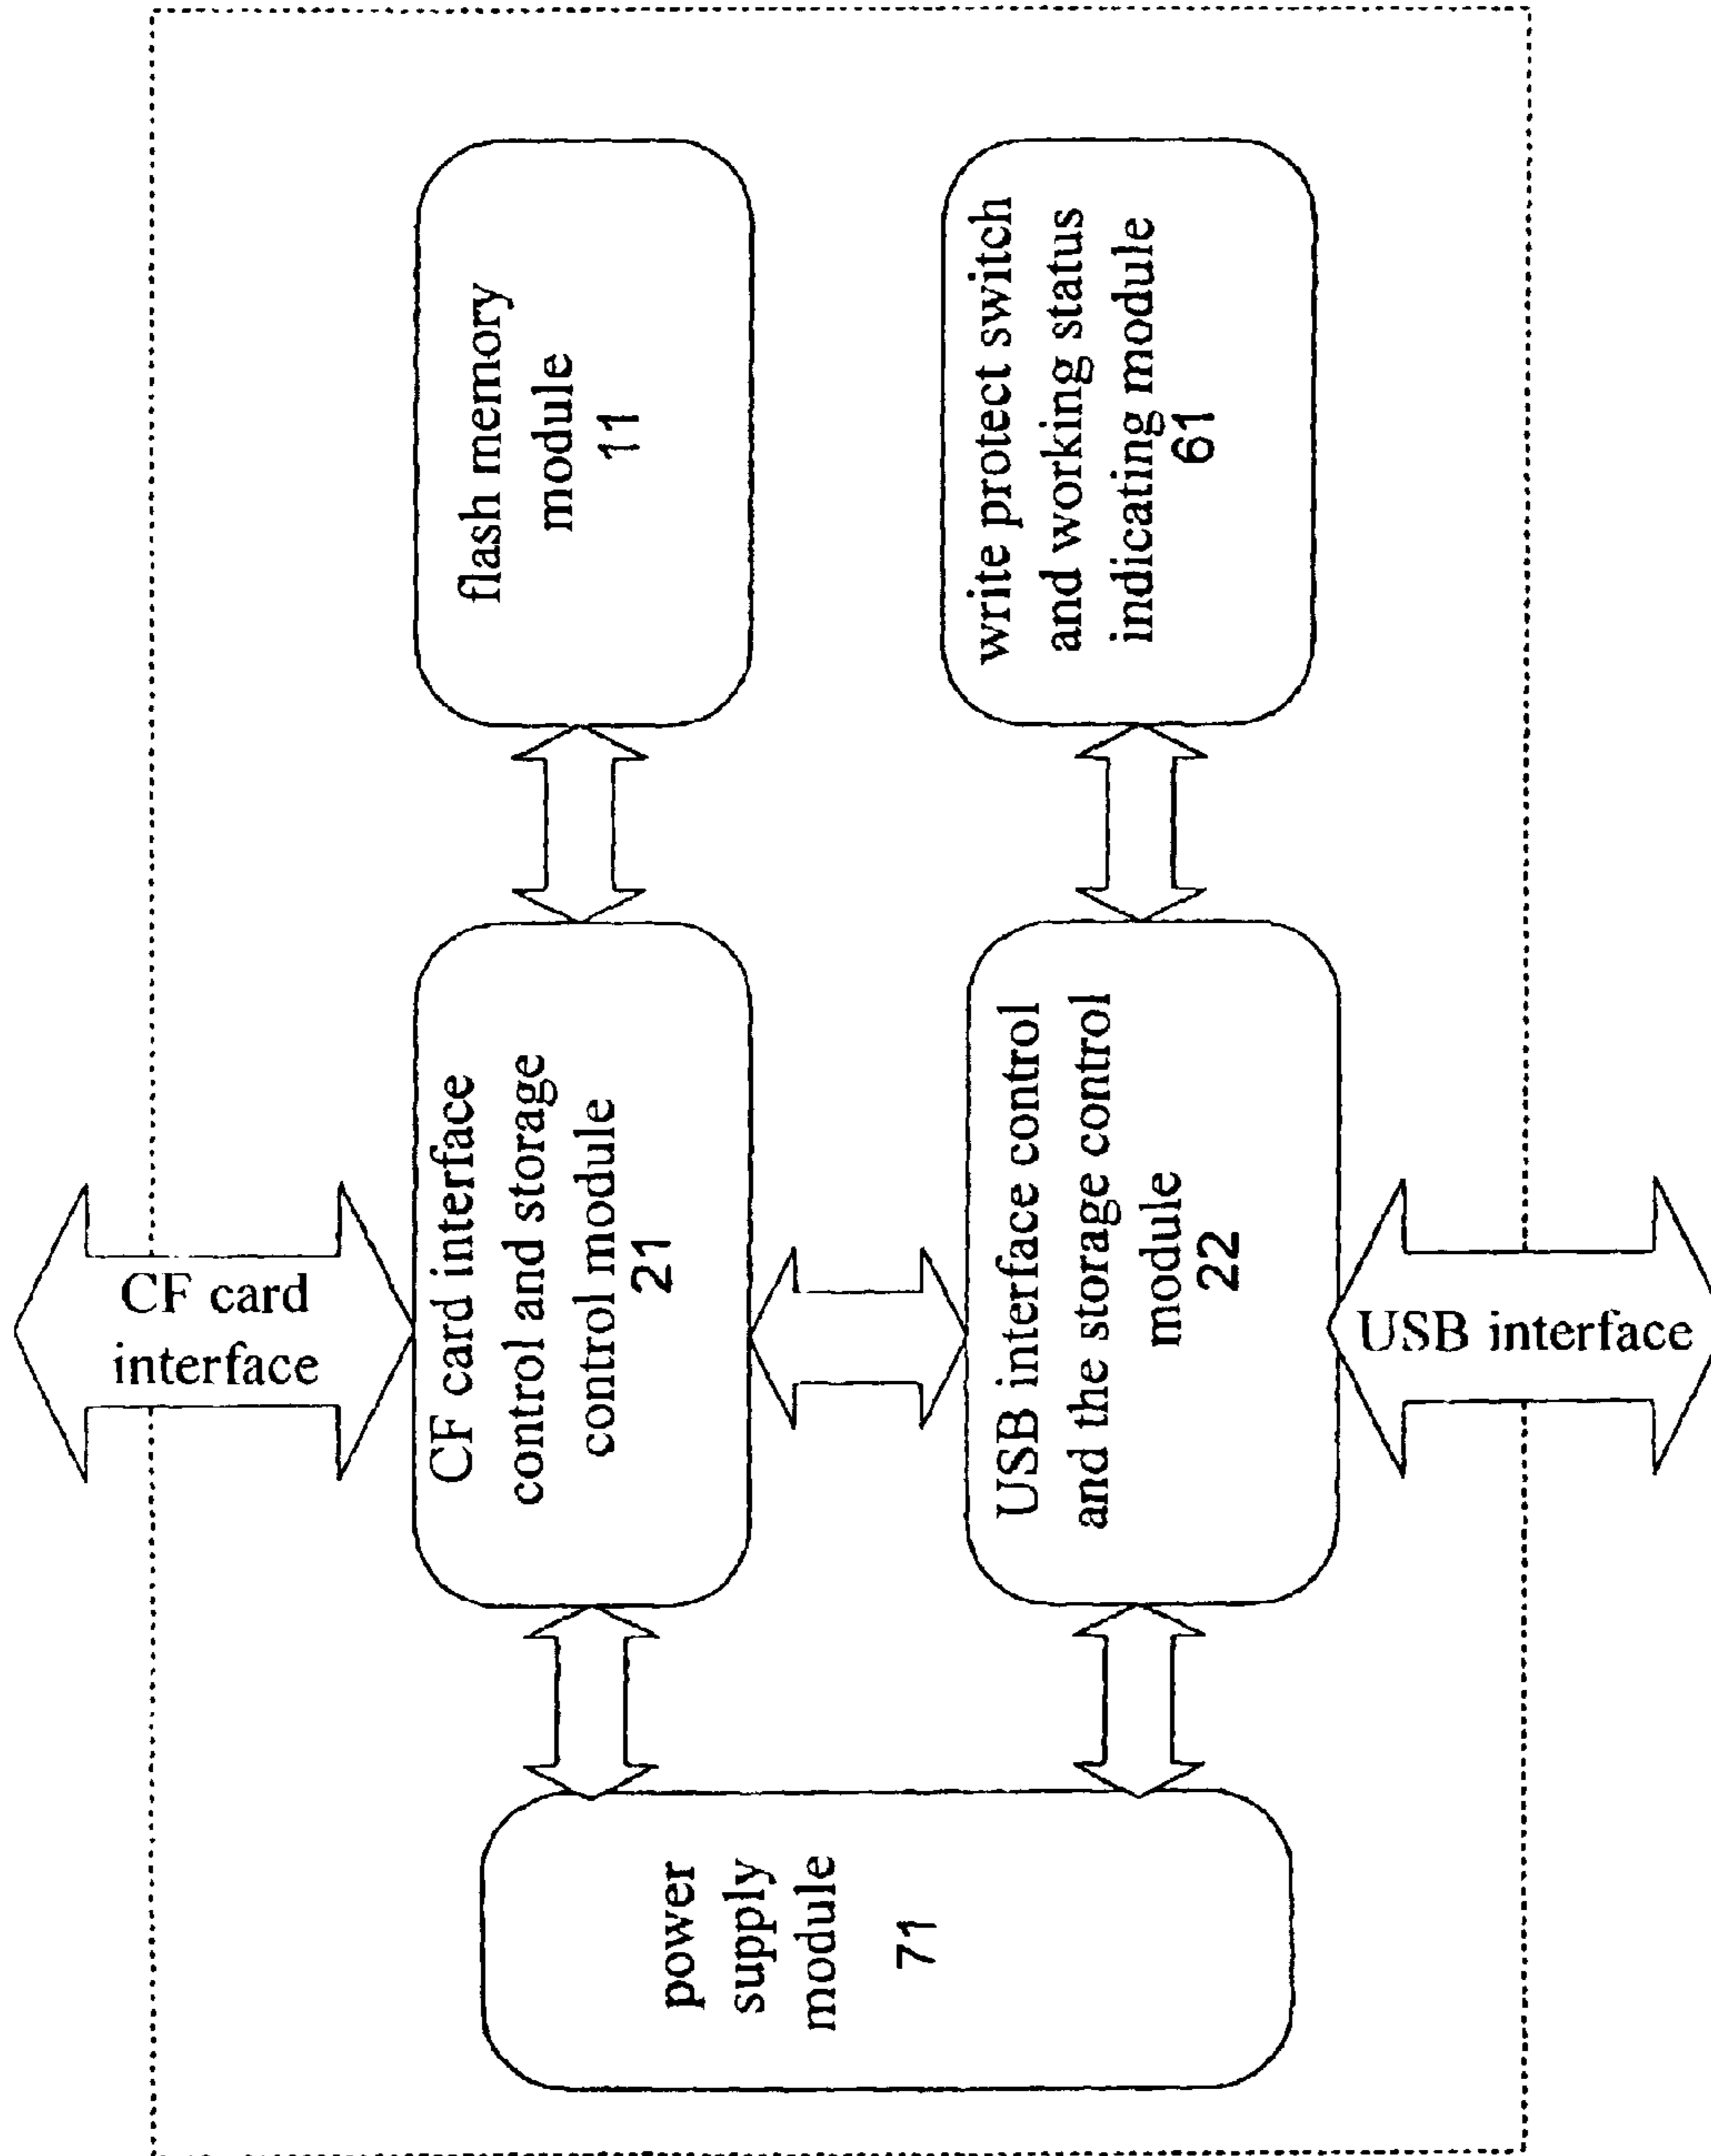 CF card
interface
flash memory
module
11
CF card interface
control and storage
control module
21
power
supply
module
71
write protect switch
and working status
indicating module
61
USB interface control
and the storage control
module
22
USB interface